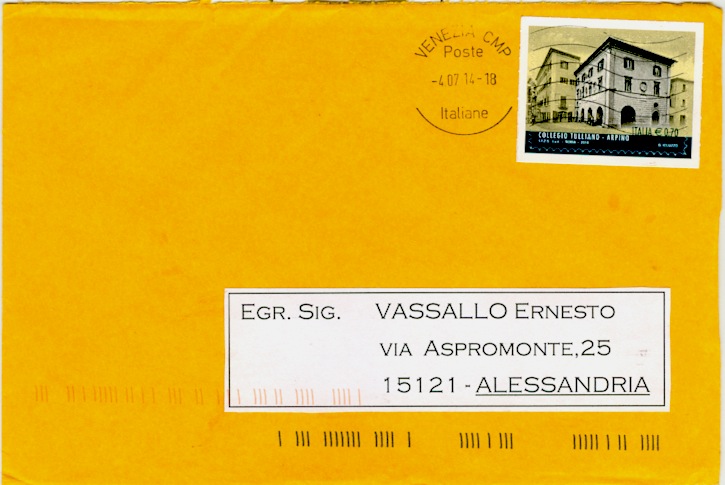 VENEZIA CMP
Poste
-4.07 14-18
Italiane
ITALIA € 0,70
COLLEGIO TULLIANO - ARPINO
EGR. SIG. VASSALLO ERNESTO
VIA ASPROMONTE,25
15121 - ALESSANDRIA